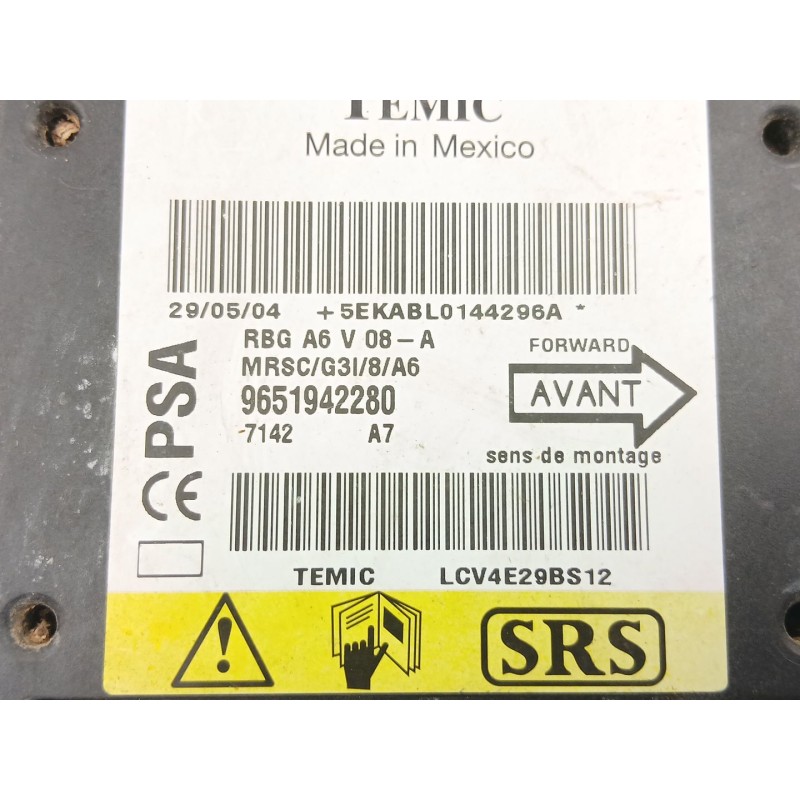 TEMIC
Made in Mexico
29/05/04 +5EKABL0144296A *
RBG A6 V 08-A
MRSC/G3I/8/A6
9651942280
7142 A7
FORWARD
AVANT
sens de montage
PSA
CE
TEMIC LCV4E29BS12
SRS